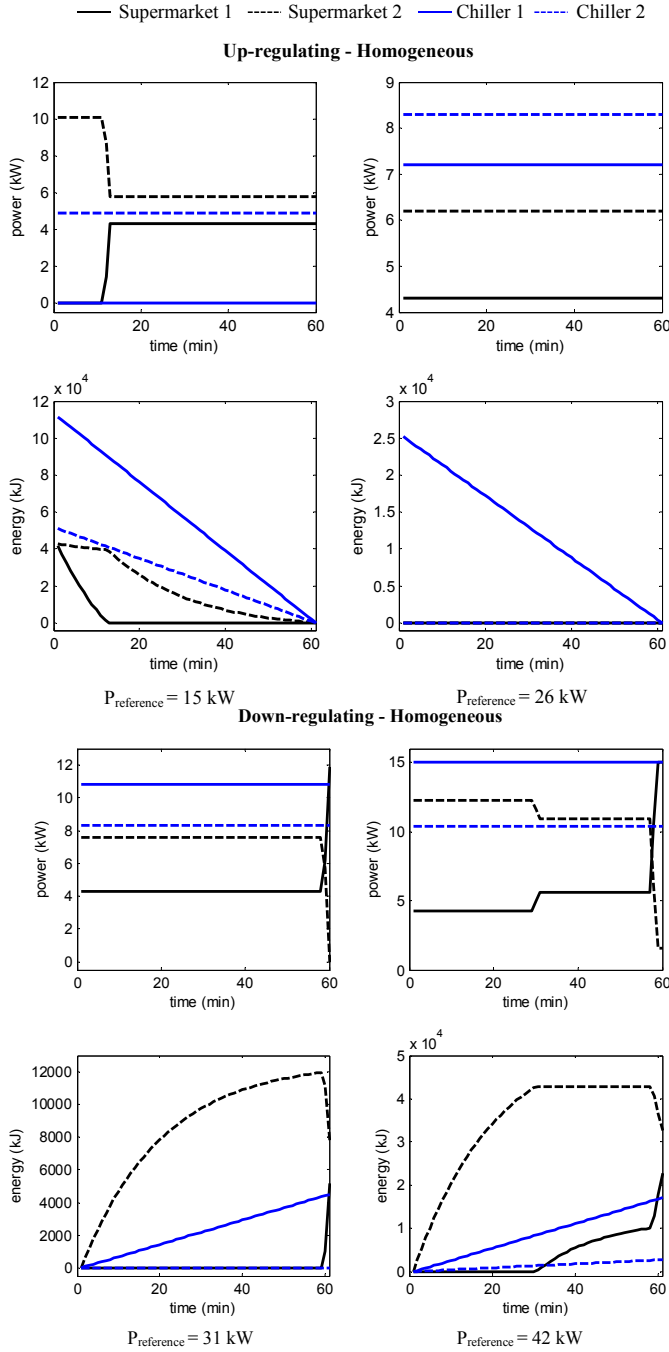 Supermarket 1 Supermarket 2 Chiller 1 Chiller 2
Up-regulating - Homogeneous
12
10
8
6
4
2
0
power (kW)
0 20 40 60
time (min)
9
8
7
6
5
4
power (kW)
0 20 40 60
time (min)
x 10^4
12
10
8
6
4
2
0
energy (kJ)
0 20 40 60
time (min)
P_reference = 15 kW
x 10^4
3
2.5
2
1.5
1
0.5
0
energy (kJ)
0 20 40 60
time (min)
P_reference = 26 kW
Down-regulating - Homogeneous
12
10
8
6
4
2
0
power (kW)
0 20 40 60
time (min)
15
10
5
0
power (kW)
0 20 40 60
time (min)
12000
10000
8000
6000
4000
2000
0
energy (kJ)
0 20 40 60
time (min)
P_reference = 31 kW
x 10^4
5
4
3
2
1
0
energy (kJ)
0 20 40 60
time (min)
P_reference = 42 kW